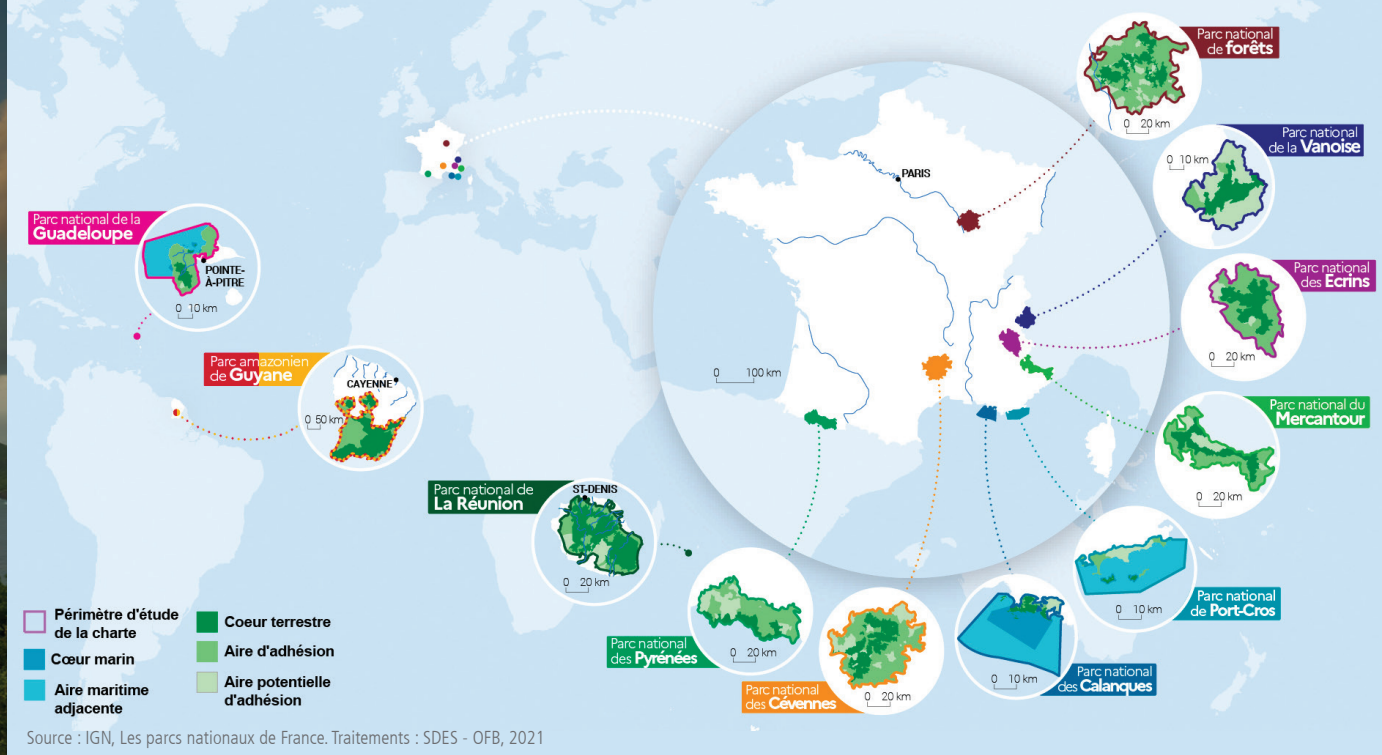 Parc national
de forêts
0 20 km
Parc national
de la Vanoise
0 10 km
PARIS
Parc national de la
Guadeloupe
POINTE-
À-PITRE
0 10 km
Parc national
des Ecrins
0 20 km
Parc amazonien
de Guyane
CAYENNE
0 50 km
0 100 km
Parc national du
Mercantour
0 20 km
Parc national de
La Réunion
ST-DENIS
0 20 km
Parc national
de Port-Cros
0 10 km
Parc national
des Pyrénées
0 20 km
Parc national
des Cévennes
0 20 km
Parc national
des Calanques
0 10 km
Périmètre d'étude
de la charte
Cœur marin
Aire maritime
adjacente
Coeur terrestre
Aire d'adhésion
Aire potentielle
d'adhésion
Source : IGN, Les parcs nationaux de France. Traitements : SDES - OFB, 2021